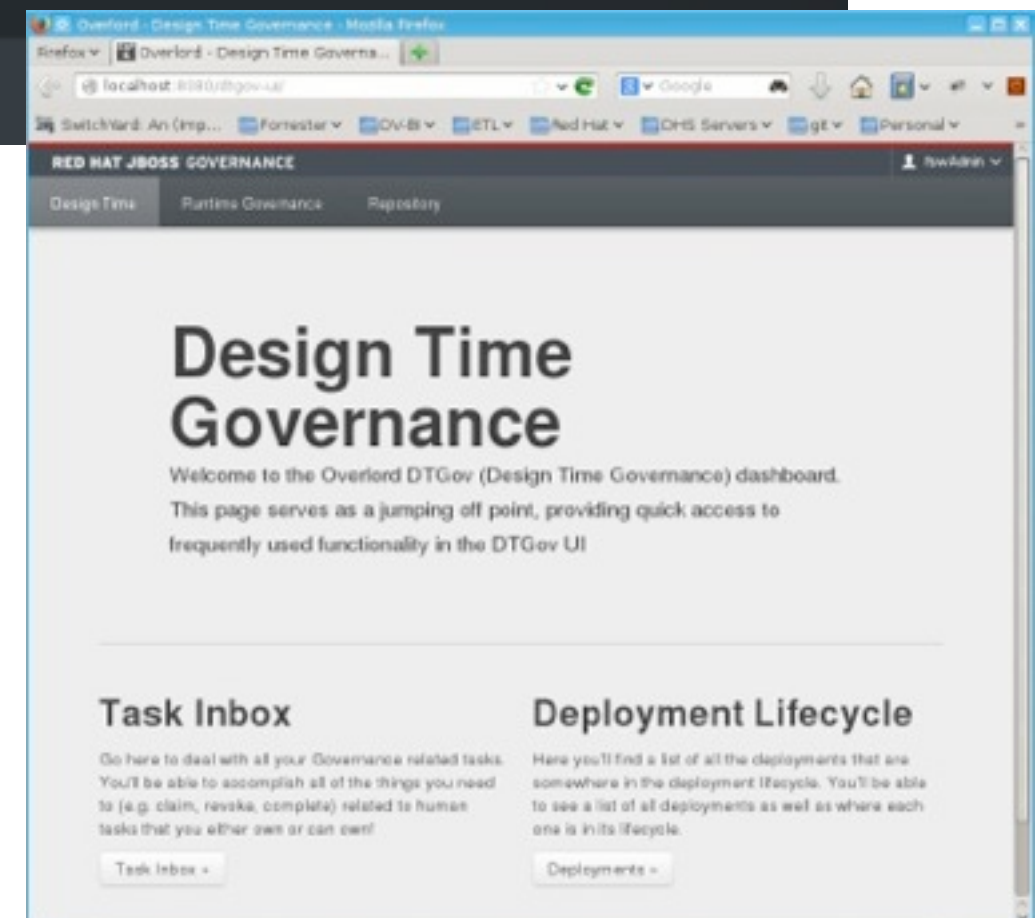 Overlord - Design Time Governance - Mozilla Firefox
Firefox
Overlord - Design Time Governa...
localhost:8080/dtgov-ui/
Google
SwitchYard: An (Imp... Forrester OV-BI ETL Red Hat OHS Servers git Personal
RED HAT JBOSS GOVERNANCE
fswAdmin
Design Time Runtime Governance Repository
Design Time
Governance
Welcome to the Overlord DTGov (Design Time Governance) dashboard.
This page serves as a jumping off point, providing quick access to
frequently used functionality in the DTGov UI
Task Inbox
Go here to deal with all your Governance related tasks.
You'll be able to accomplish all of the things you need
to (e.g. claim, revoke, complete) related to human
tasks that you either own or can own!
Task Inbox »
Deployment Lifecycle
Here you'll find a list of all the deployments that are
somewhere in the deployment lifecycle. You'll be able
to see a list of all deployments as well as where each
one is in its lifecycle.
Deployments »